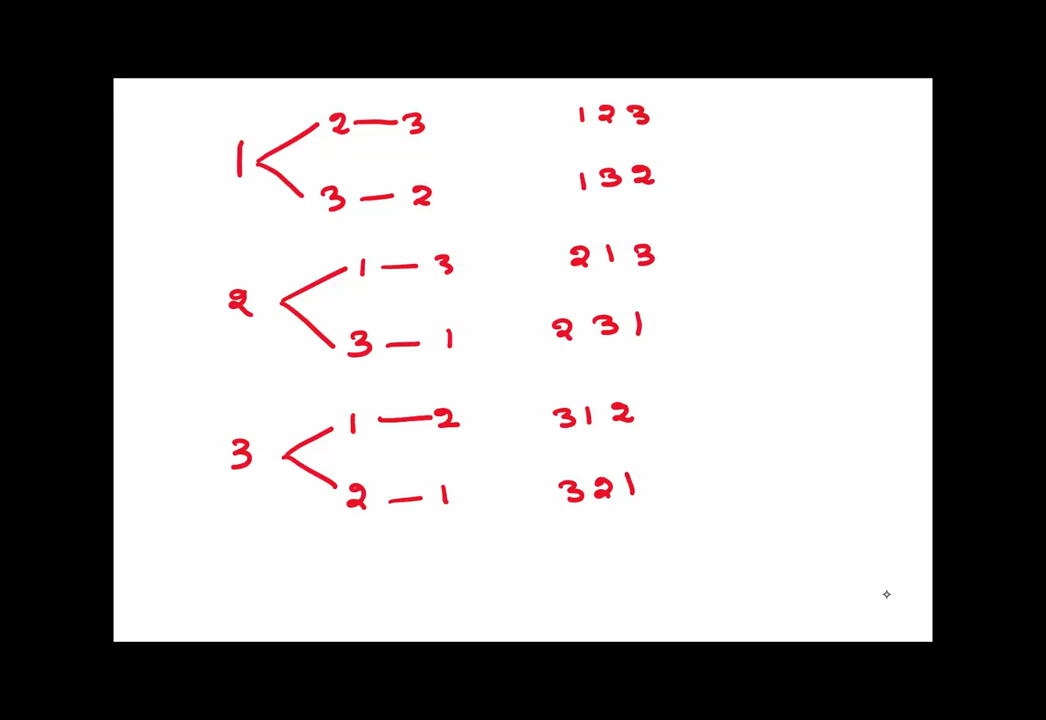 2 — 3 1 2 3
1
3 — 2 1 3 2
1 — 3 2 1 3
2
3 — 1 2 3 1
1 — 2 3 1 2
3
2 — 1 3 2 1